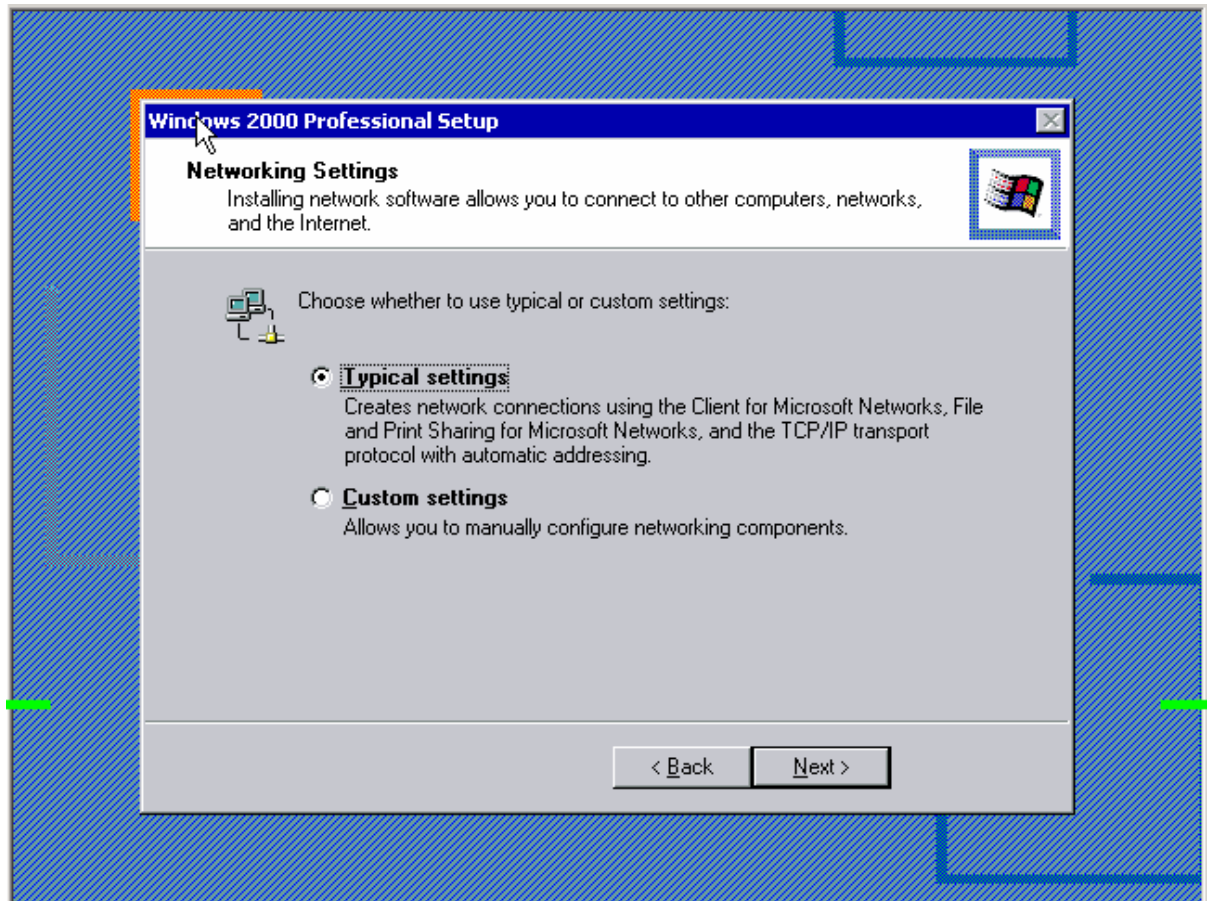 Windows 2000 Professional Setup
Networking Settings
Installing network software allows you to connect to other computers, networks,
and the Internet.
Choose whether to use typical or custom settings:
Typical settings
Creates network connections using the Client for Microsoft Networks, File
and Print Sharing for Microsoft Networks, and the TCP/IP transport
protocol with automatic addressing.
Custom settings
Allows you to manually configure networking components.
< Back Next >